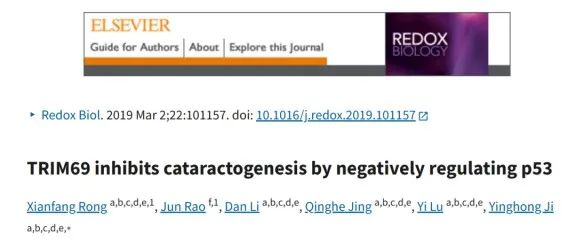 ELSEVIER
Guide for Authors | About | Explore this Journal
REDOX
BIOLOGY
▸ Redox Biol. 2019 Mar 2;22:101157. doi: 10.1016/j.redox.2019.101157
TRIM69 inhibits cataractogenesis by negatively regulating p53
Xianfang Rong a,b,c,d,e,1, Jun Rao f,1, Dan Li a,b,c,d,e, Qinghe Jing a,b,c,d,e, Yi Lu a,b,c,d,e, Yinghong Ji
a,b,c,d,e,*